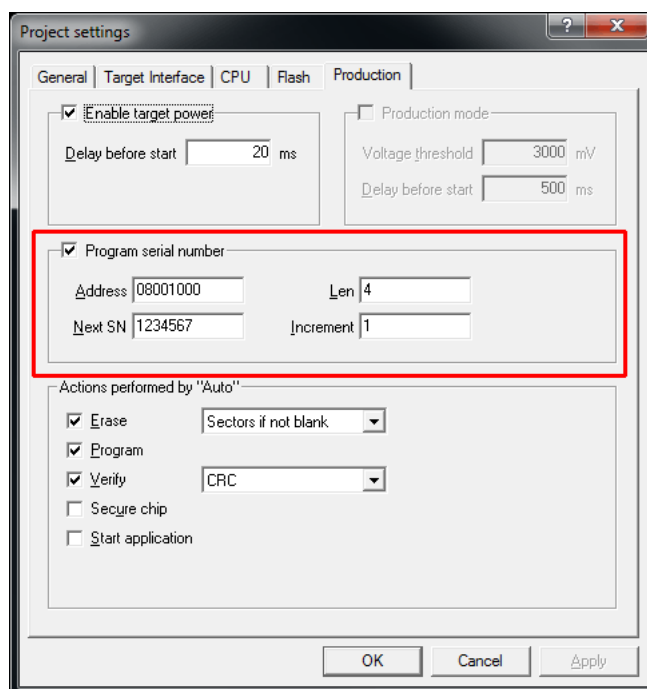 Project settings
?
General Target Interface CPU Flash Production
Enable target power
Delay before start 20 ms
Production mode
Voltage threshold 3000 mV
Delay before start 500 ms
Program serial number
Address 08001000 Len 4
Next SN 1234567 Increment 1
Actions performed by "Auto"
Erase Sectors if not blank
Program
Verify CRC
Secure chip
Start application
OK Cancel Apply